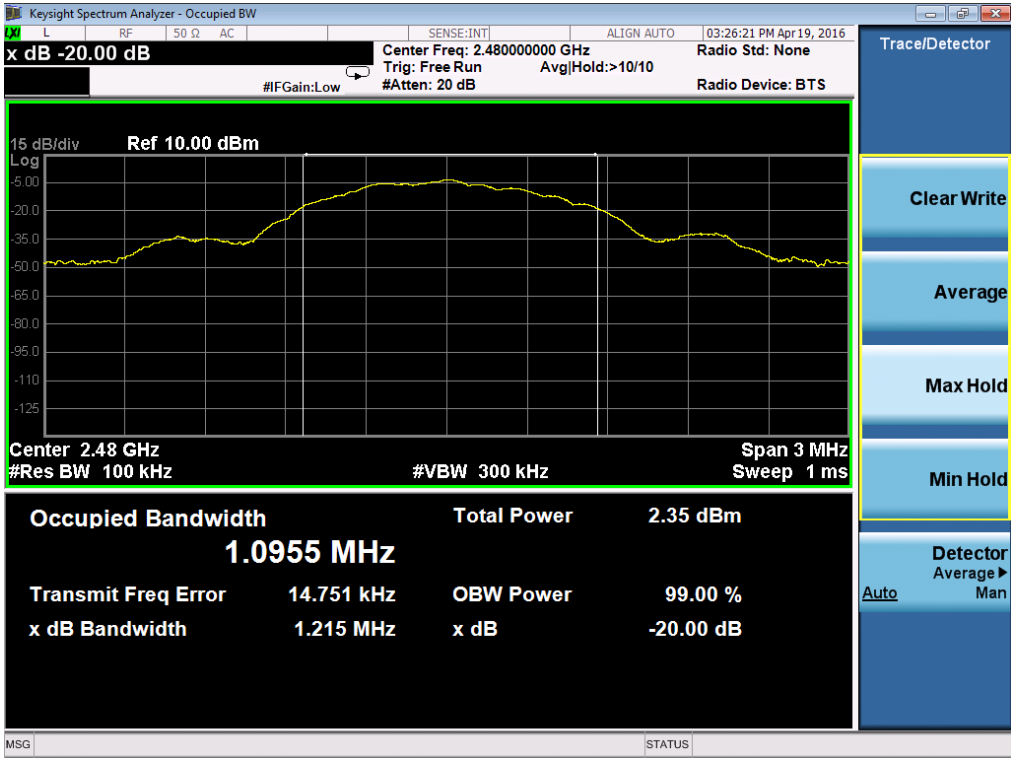 Keysight Spectrum Analyzer - Occupied BW
LXI L RF 50 Ω AC SENSE:INT ALIGN AUTO 03:26:21 PM Apr 19, 2016
x dB -20.00 dB
Center Freq: 2.480000000 GHz
Radio Std: None
Trig: Free Run Avg|Hold:>10/10
#IFGain:Low
#Atten: 20 dB
Radio Device: BTS
15 dB/div Ref 10.00 dBm
Log
-5.00
-20.0
-35.0
-50.0
-65.0
-80.0
-95.0
-110
-125
Center 2.48 GHz
Span 3 MHz
#Res BW 100 kHz
#VBW 300 kHz
Sweep 1 ms
Occupied Bandwidth
Total Power 2.35 dBm
1.0955 MHz
Transmit Freq Error 14.751 kHz
OBW Power 99.00 %
x dB Bandwidth 1.215 MHz
x dB -20.00 dB
Trace/Detector
Clear Write
Average
Max Hold
Min Hold
Detector
Average▶
Auto Man
MSG
STATUS